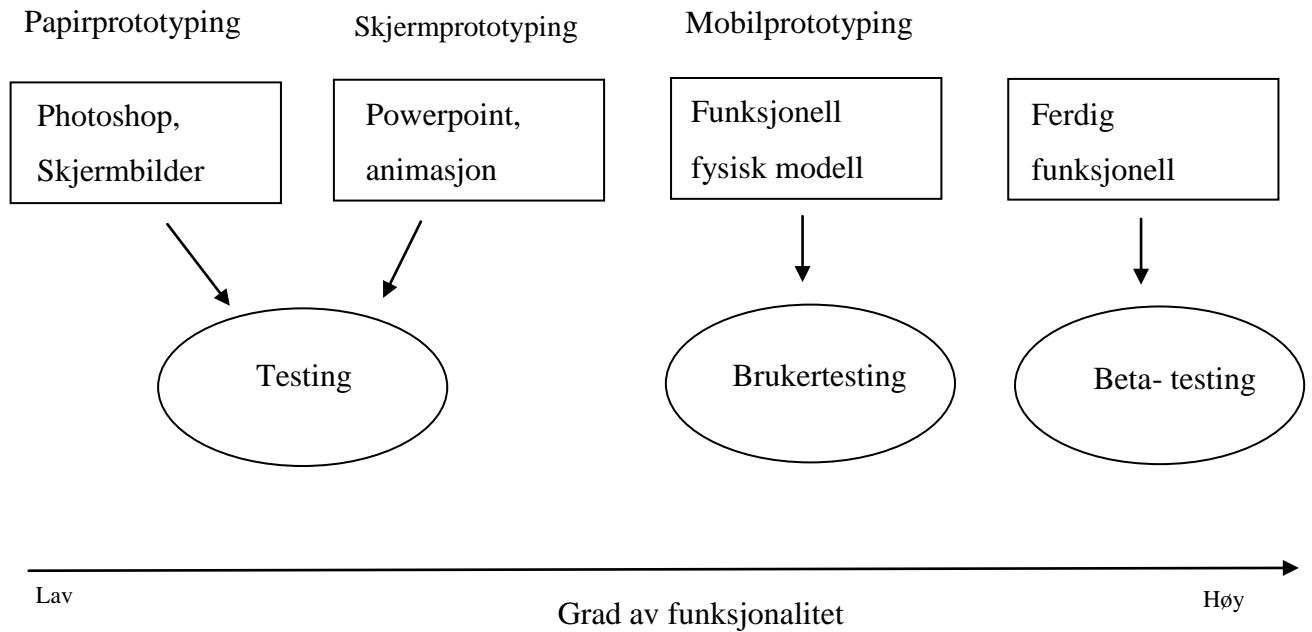 Papirprototyping
Skjermprototyping
Mobilprototyping
Photoshop,
Skjermbilder
Powerpoint,
animasjon
Funksjonell
fysisk modell
Ferdig
funksjonell
Testing
Brukertesting
Beta- testing
Lav
Grad av funksjonalitet
Høy